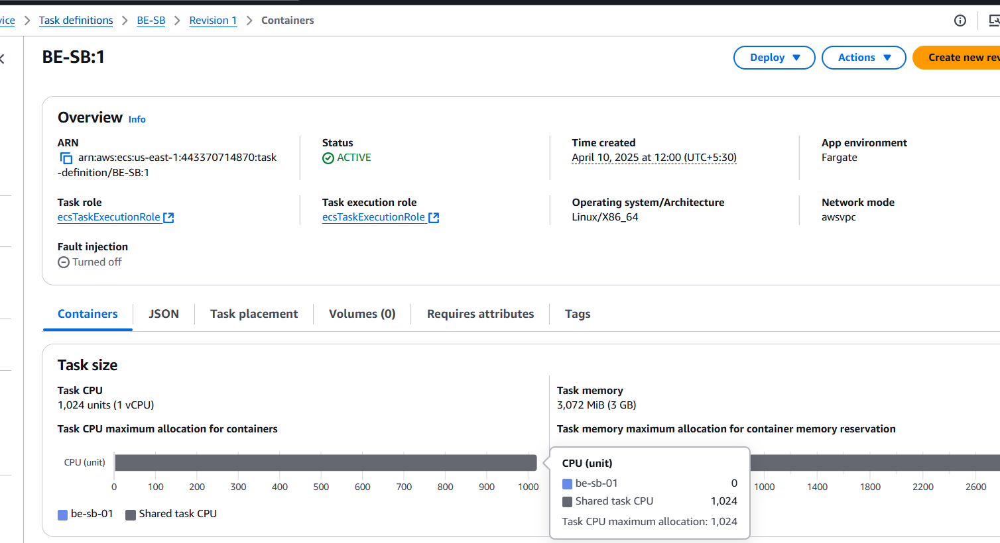 vice > Task definitions > BE-SB > Revision 1 > Containers
BE-SB:1
Deploy ▼
Actions ▼
Create new rev
Overview Info
ARN
arn:aws:ecs:us-east-1:443370714870:task
-definition/BE-SB:1
Status
ACTIVE
Time created
April 10, 2025 at 12:00 (UTC+5:30)
App environment
Fargate
Task role
ecsTaskExecutionRole
Task execution role
ecsTaskExecutionRole
Operating system/Architecture
Linux/X86_64
Network mode
awsvpc
Fault injection
Turned off
Containers
JSON
Task placement
Volumes (0)
Requires attributes
Tags
Task size
Task CPU
1,024 units (1 vCPU)
Task CPU maximum allocation for containers
CPU (unit)
0 100 200 300 400 500 600 700 800 900 1000
be-sb-01 Shared task CPU
Task memory
3,072 MiB (3 GB)
Task memory maximum allocation for container memory reservation
CPU (unit)
be-sb-01 0
Shared task CPU 1,024
Task CPU maximum allocation: 1,024
1000 1400 1800 2200 2600